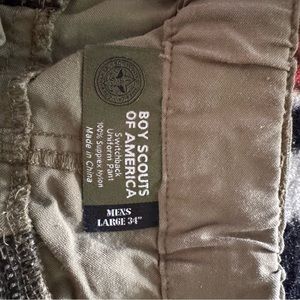 BOY SCOUTS
OF AMERICA
Switchback
Uniform Pant
100% Supplex Nylon
Made in China
MENS
LARGE 34"